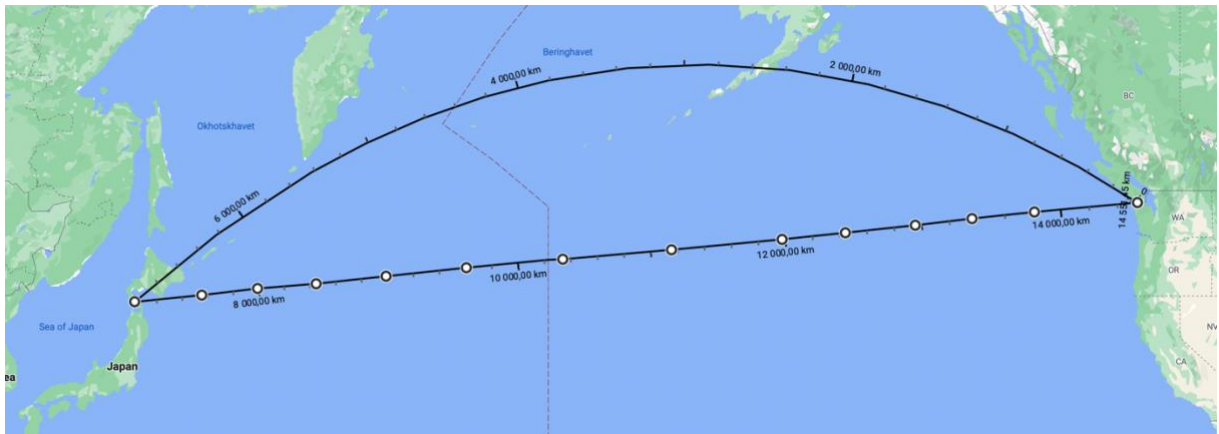 Beringhavet
2 000,00 km
4 000,00 km
BC
Okhotskhavet
6 000,00 km
0
WA
14 000,00 km
12 000,00 km
10 000,00 km
OR
8 000,00 km
Sea of Japan
NV
CA
Japan
ea